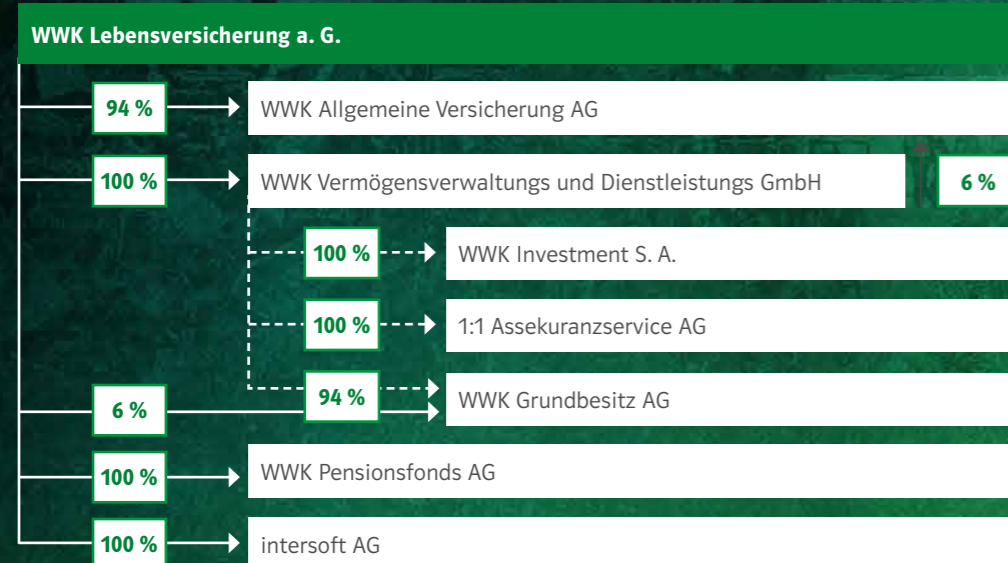 WWK Lebensversicherung a. G.
94 % WWK Allgemeine Versicherung AG
100 % WWK Vermögensverwaltungs und Dienstleistungs GmbH 6 %
100 % WWK Investment S. A.
100 % 1:1 Assekuranzservice AG
94 % WWK Grundbesitz AG
6 %
100 % WWK Pensionsfonds AG
100 % intersoft AG